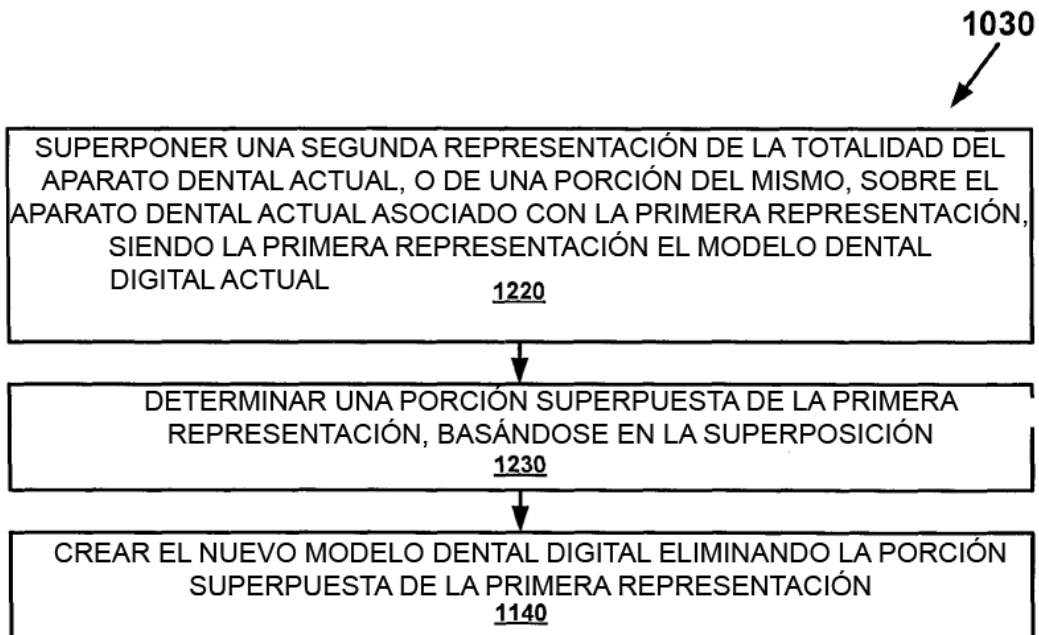 1030
SUPERPONER UNA SEGUNDA REPRESENTACIÓN DE LA TOTALIDAD DEL
APARATO DENTAL ACTUAL, O DE UNA PORCIÓN DEL MISMO, SOBRE EL
APARATO DENTAL ACTUAL ASOCIADO CON LA PRIMERA REPRESENTACIÓN,
SIENDO LA PRIMERA REPRESENTACIÓN EL MODELO DENTAL
DIGITAL ACTUAL
1220
DETERMINAR UNA PORCIÓN SUPERPUESTA DE LA PRIMERA
REPRESENTACIÓN, BASÁNDOSE EN LA SUPERPOSICIÓN
1230
CREAR EL NUEVO MODELO DENTAL DIGITAL ELIMINANDO LA PORCIÓN
SUPERPUESTA DE LA PRIMERA REPRESENTACIÓN
1140